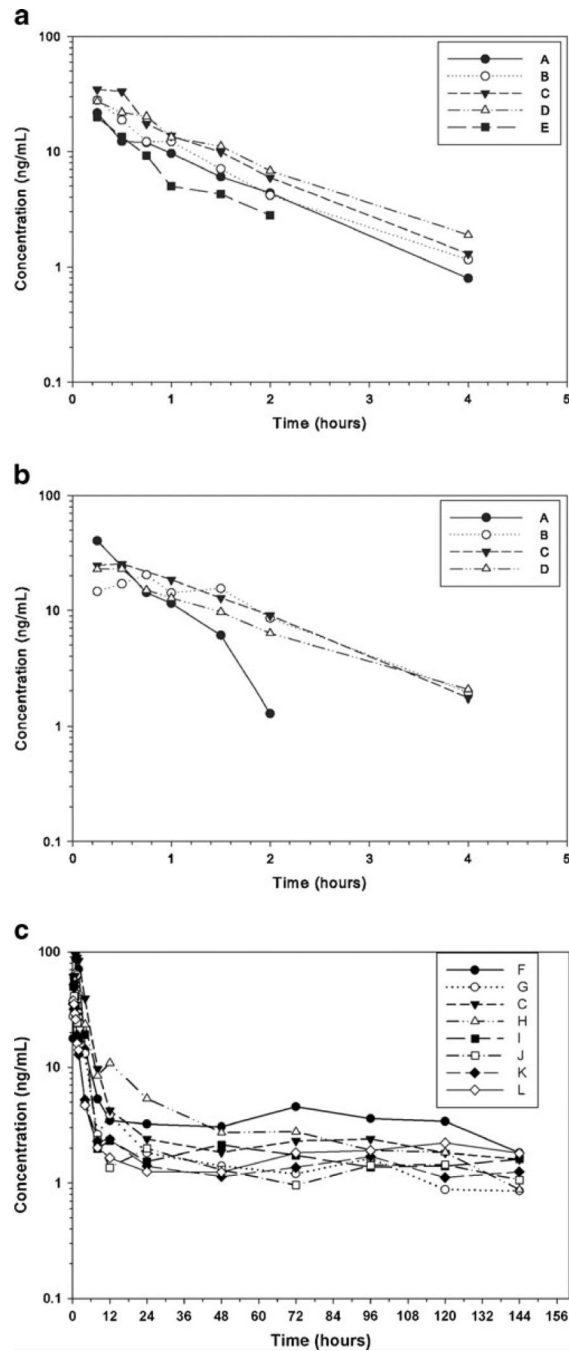 a
100
10
1
0.1
Concentration (ng/mL)
A
B
C
D
E
0 1 2 3 4 5
Time (hours)
b
100
10
1
0.1
Concentration (ng/mL)
A
B
C
D
0 1 2 3 4 5
Time (hours)
c
100
10
1
0.1
Concentration (ng/mL)
F
G
C
H
I
J
K
L
0 12 24 36 48 60 72 84 96 108 120 132 144 156
Time (hours)